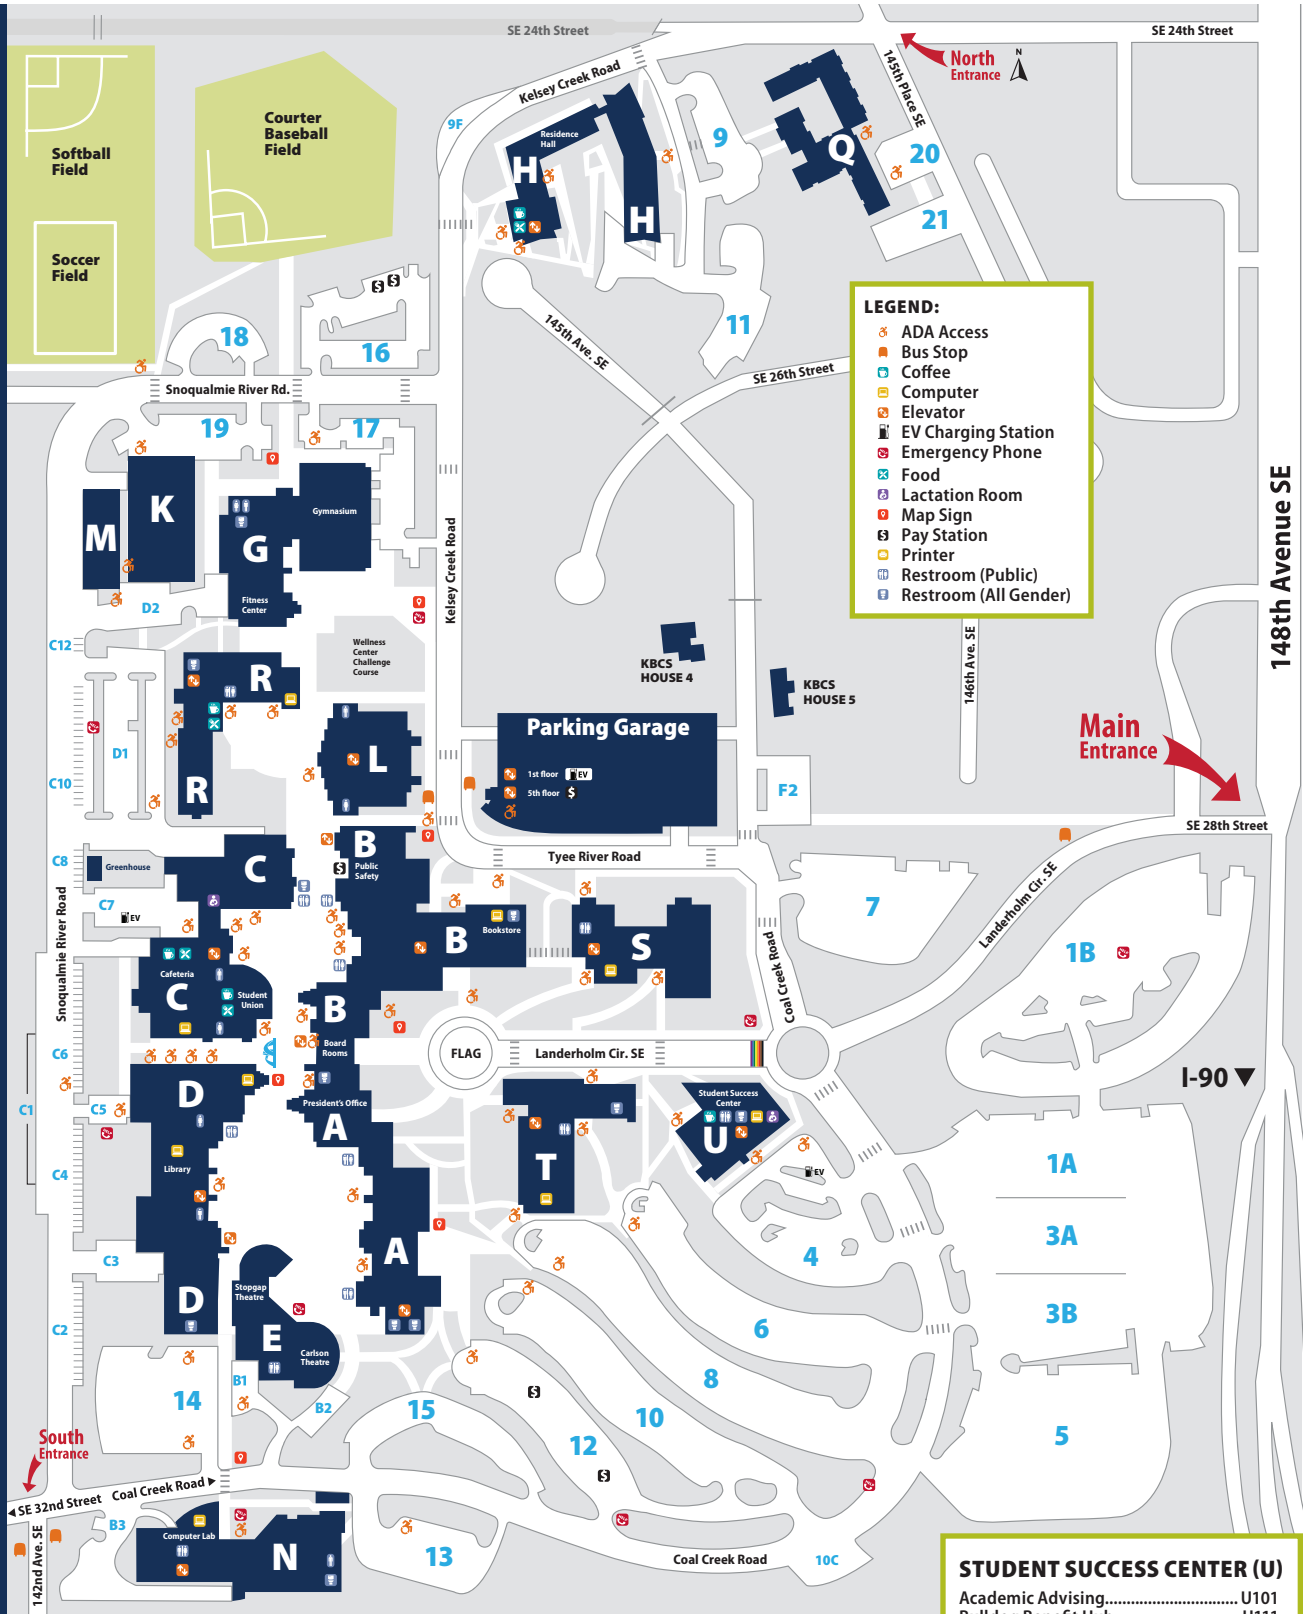 SE 24th Street
SE 24th Street
North
Entrance
N
Kelsey Creek Road
145th Place SE
9F
Residence
Hall
H
H
9
Q
20
21
Courter
Baseball
Field
Softball
Field
Soccer
Field
18
16
11
145th Ave. SE
SE 26th Street
Snoqualmie River Rd.
19
17
LEGEND:
ADA Access
Bus Stop
Coffee
Computer
Elevator
EV Charging Station
Emergency Phone
Food
Lactation Room
Map Sign
Pay Station
Printer
Restroom (Public)
Restroom (All Gender)
148th Avenue SE
K
M
G
Gymnasium
Fitness
Center
Kelsey Creek Road
D2
C12
Wellness
Center
Challenge
Course
KBCS
HOUSE 4
KBCS
HOUSE 5
146th Ave. SE
R
R
D1
C10
L
Parking Garage
1st floor
EV
5th floor
$
F2
Main
Entrance
SE 28th Street
Tyee River Road
C8
Greenhouse
C
B
Public
Safety
$
C7
EV
Snoqualmie River Road
B
Bookstore
S
7
Landerholm Cir. SE
1B
Coal Creek Road
Cafeteria
C
Student
Union
B
Board
Rooms
FLAG
Landerholm Cir. SE
C6
C1
C5
D
President's Office
A
Student Success
Center
U
I-90
T
EV
1A
C4
Library
3A
A
4
C3
D
Stopgap
Theatre
E
Carlson
Theatre
3B
C2
6
8
B1
B2
14
15
10
12
5
South
Entrance
SE 32nd Street
Coal Creek Road
B3
142nd Ave. SE
Computer Lab
N
13
Coal Creek Road
10C
STUDENT SUCCESS CENTER (U)
Academic Advising............................... U101